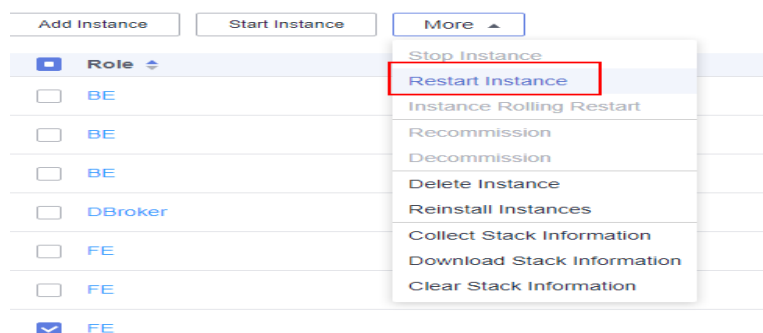 Add Instance Start Instance More
Role
Stop Instance
Restart Instance
BE
Instance Rolling Restart
BE
Recommission
Decommission
BE
Delete Instance
DBroker
Reinstall Instances
Collect Stack Information
FE
Download Stack Information
FE
Clear Stack Information
FE